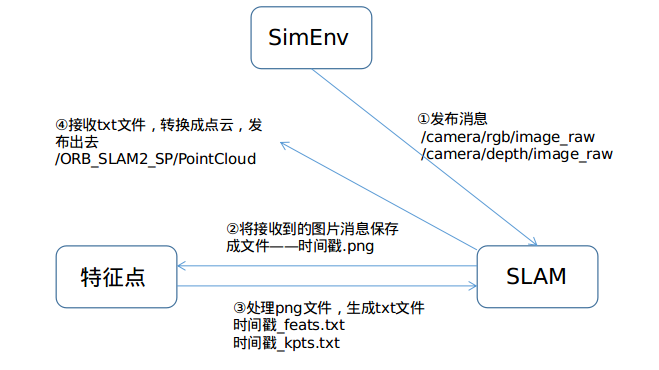 SimEnv
①发布消息
/camera/rgb/image_raw
/camera/depth/image_raw
④接收txt文件，转换成点云，发
布出去
/ORB_SLAM2_SP/PointCloud
②将接收到的图片消息保存
成文件——时间戳.png
特征点
SLAM
③处理png文件，生成txt文件
时间戳_feats.txt
时间戳_kpts.txt